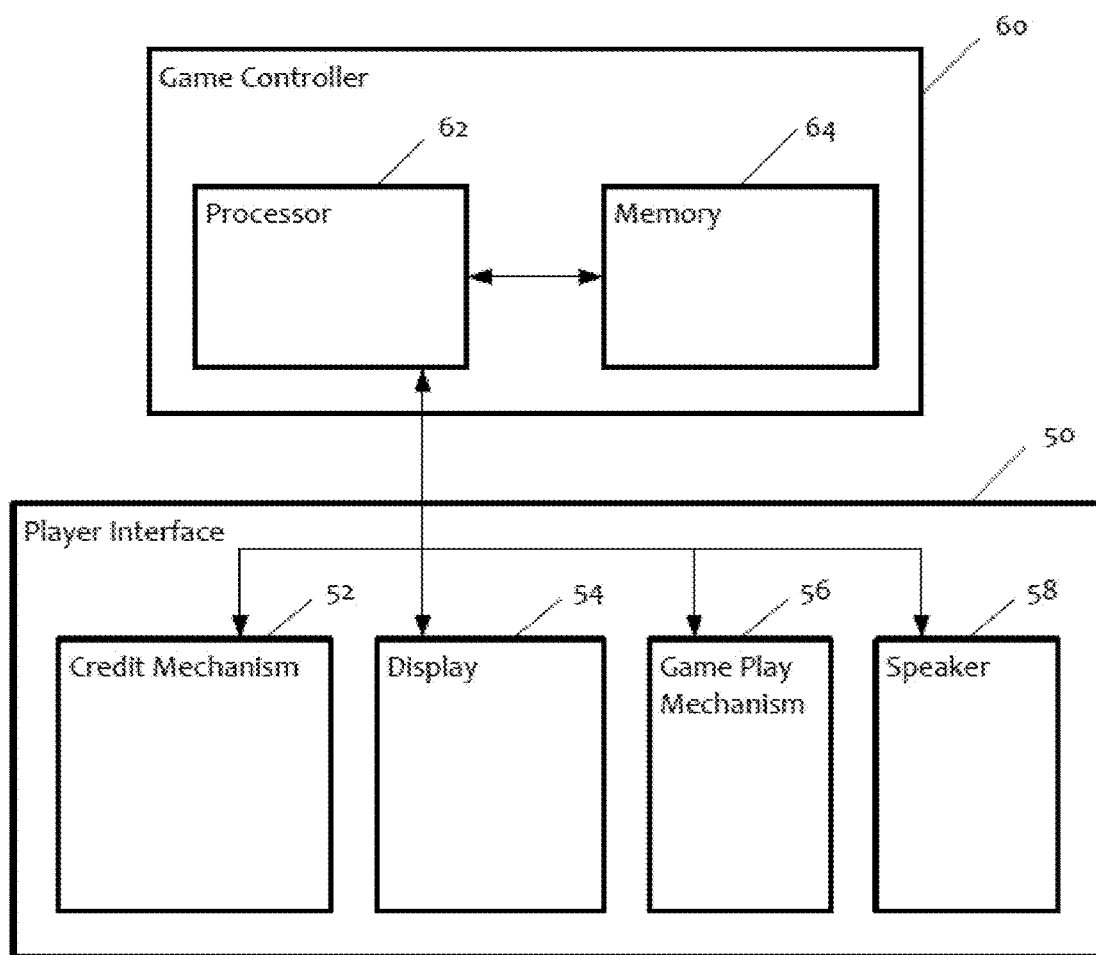 60
Game Controller
62
64
Processor
Memory
50
Player Interface
52
54
56
58
Credit Mechanism
Display
Game Play
Mechanism
Speaker